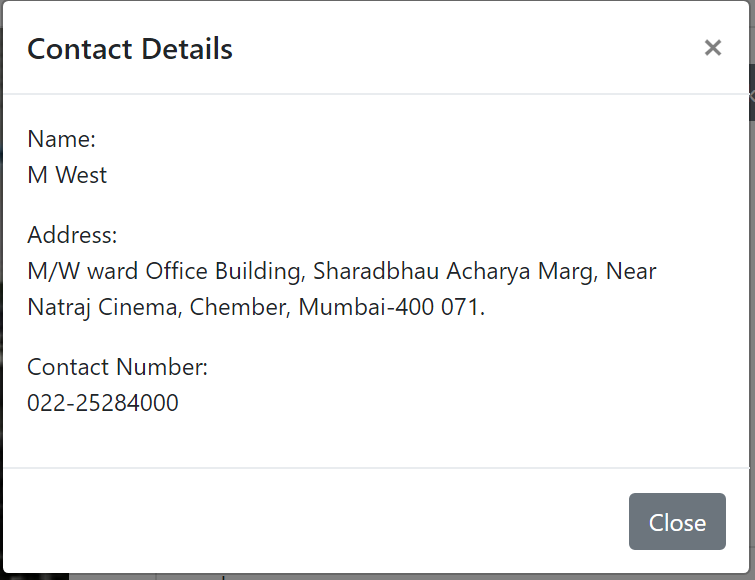 Contact Details ×
Name:
M West
Address:
M/W ward Office Building, Sharadbhau Acharya Marg, Near
Natraj Cinema, Chember, Mumbai-400 071.
Contact Number:
022-25284000
Close